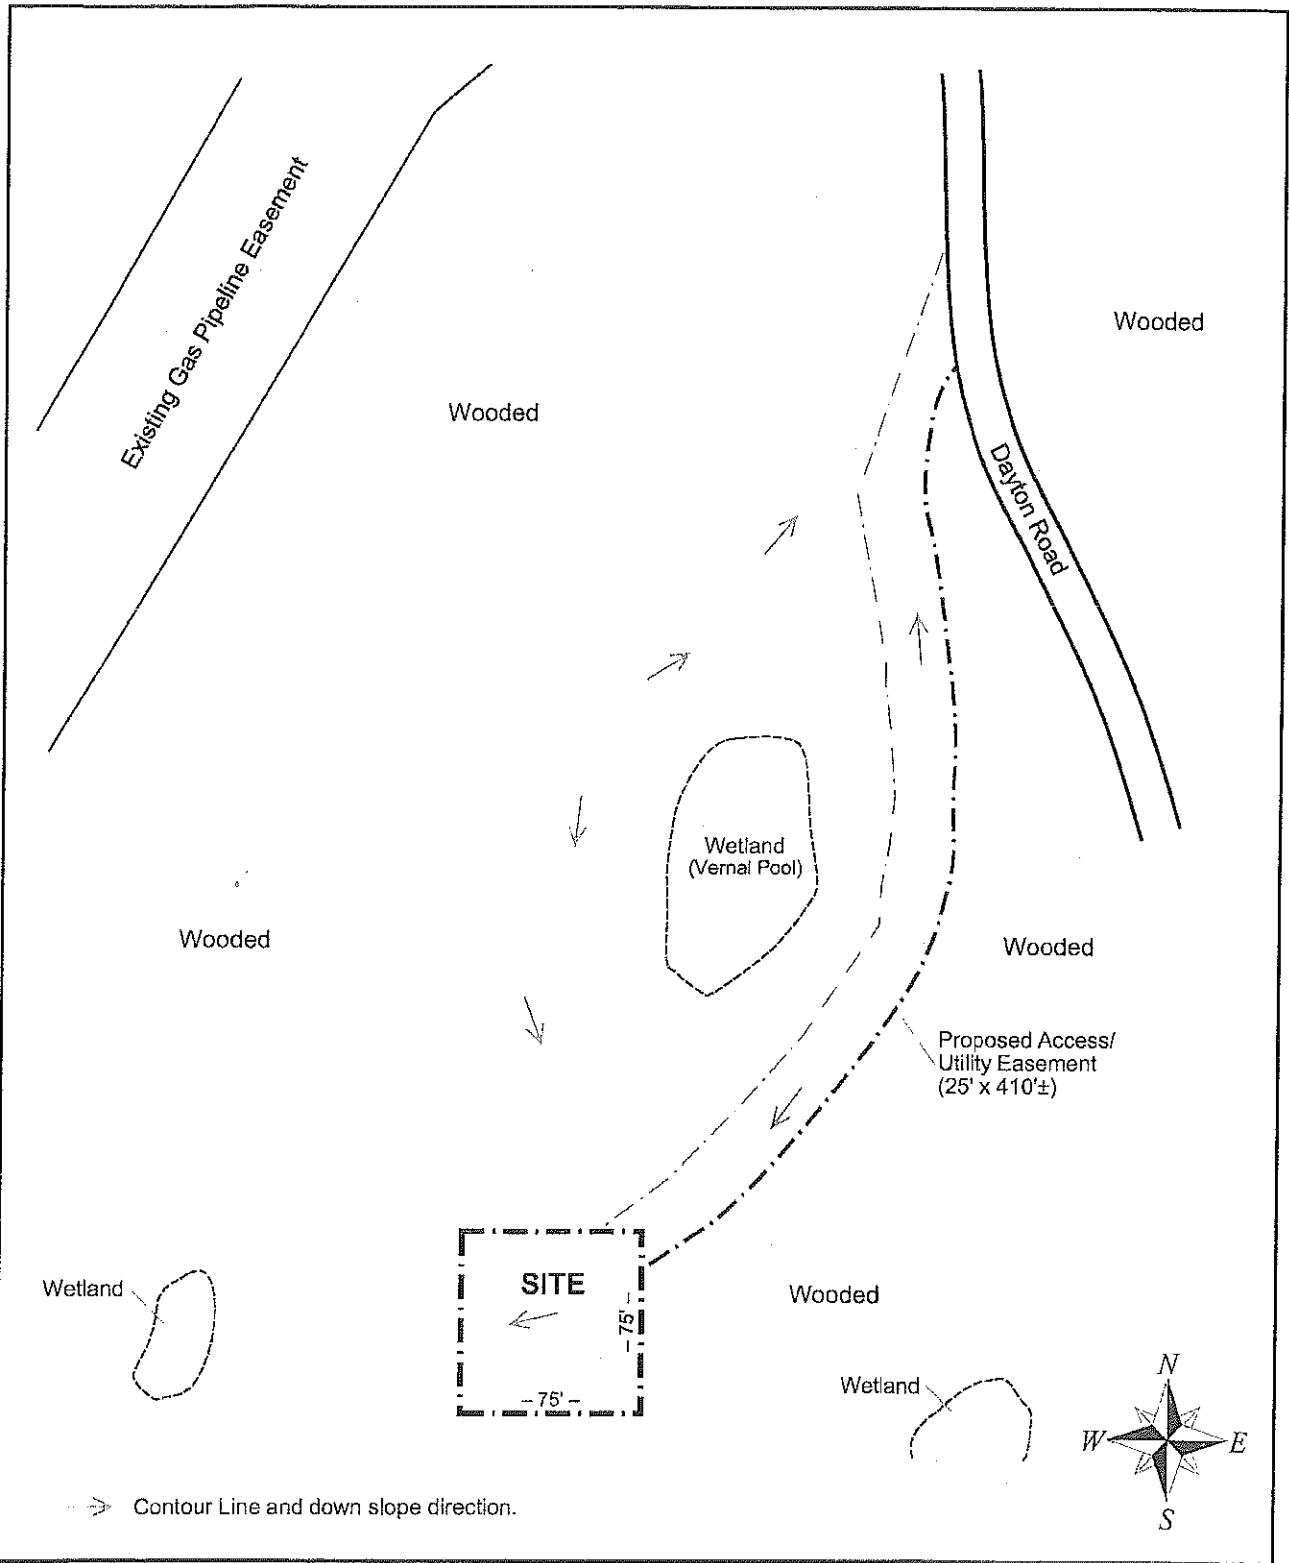 Existing Gas Pipeline Easement
Wooded
Wooded
Dayton Road
Wetland
(Vernal Pool)
Wooded
Wooded
Proposed Access/
Utility Easement
(25' x 410'±)
Wetland
SITE
– 75' –
– 75' –
Wooded
Wetland
N
W
E
S
Contour Line and down slope direction.